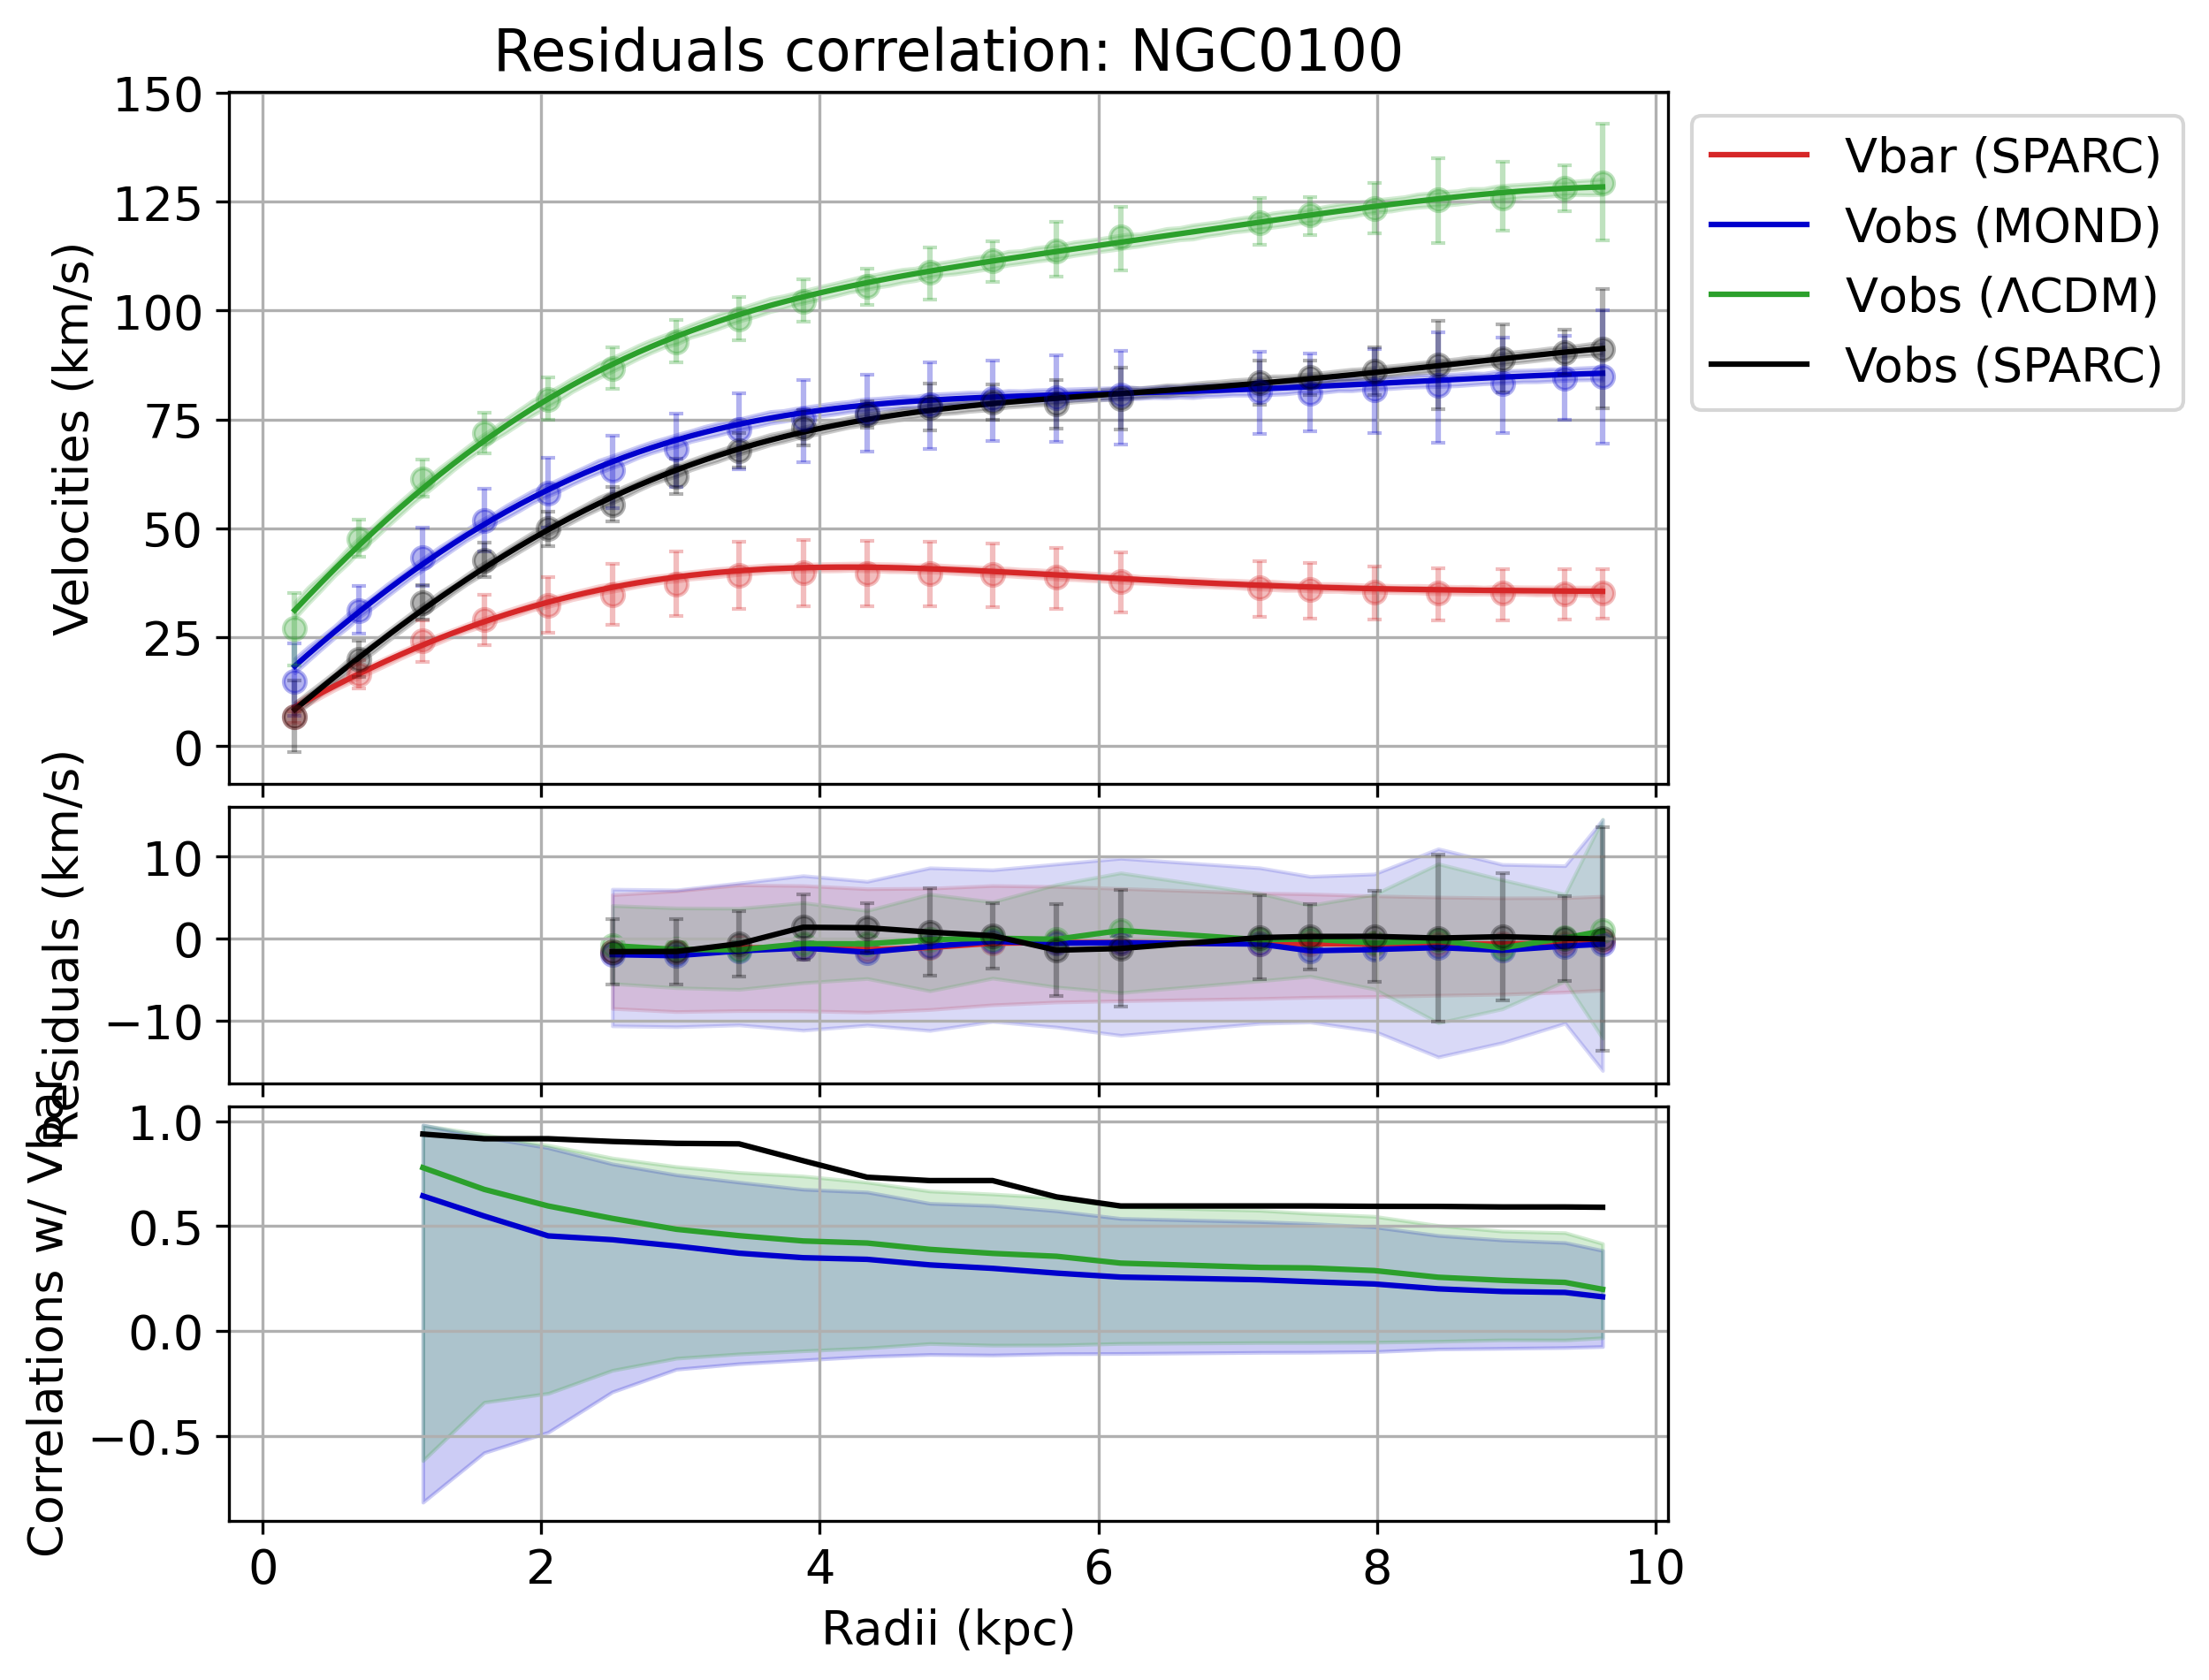 Residuals correlation: NGC0100
150
125
100
75
50
25
0
Velocities (km/s)
Vbar (SPARC)
Vobs (MOND)
Vobs (ΛCDM)
Vobs (SPARC)
10
0
−10
Residuals (km/s)
1.0
0.5
0.0
−0.5
Correlations w/ Vbar
0 2 4 6 8 10
Radii (kpc)